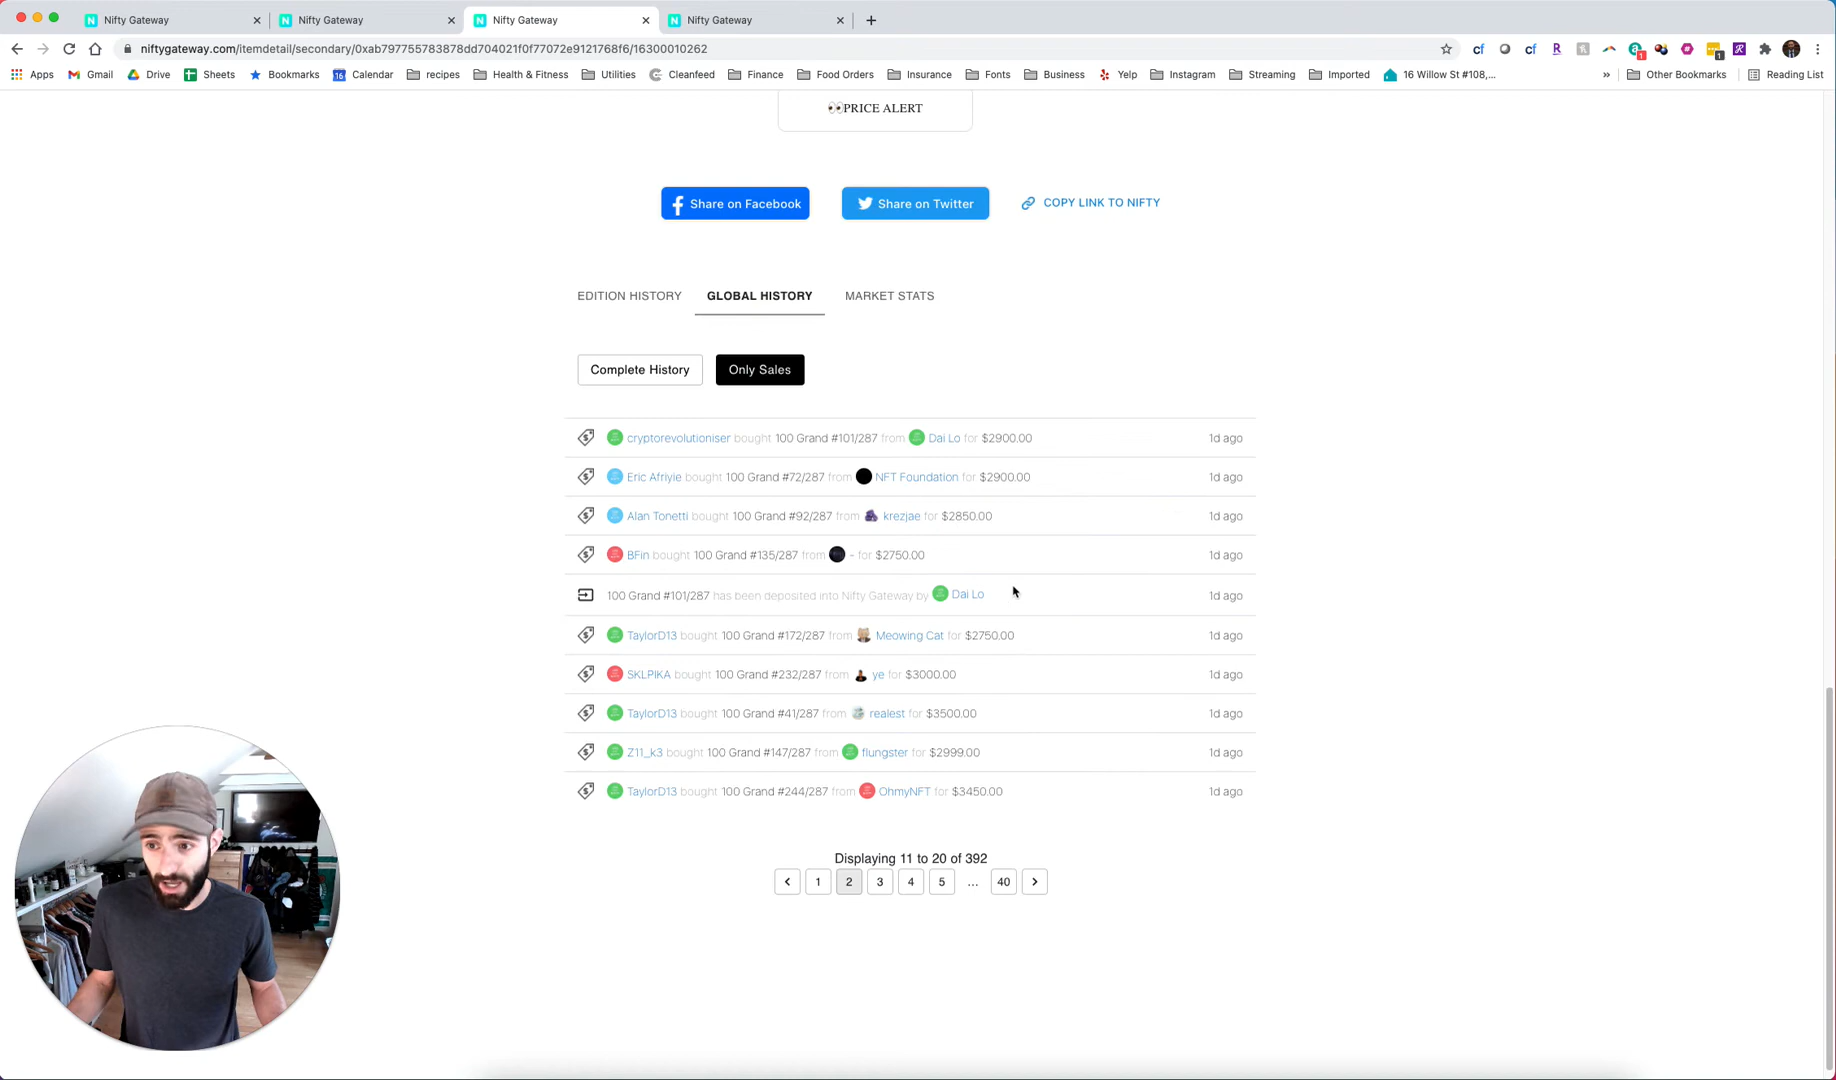 Nifty Gateway
Nifty Gateway
Nifty Gateway
Nifty Gateway
niftygateway.com/itemdetail/secondary/0xab797755783878dd704021f0f77072e9121768f6/16300010262
Apps Gmail Drive Sheets Bookmarks 16 Calendar recipes Health & Fitness Utilities Cleanfeed Finance Food Orders Insurance Fonts Business Yelp Instagram Streaming Imported 16 Willow St #108,... » Other Bookmarks Reading List
👀PRICE ALERT
Share on Facebook
Share on Twitter
COPY LINK TO NIFTY
EDITION HISTORY GLOBAL HISTORY MARKET STATS
Complete History Only Sales
cryptorevolutioniser bought 100 Grand #101/287 from Dai Lo for $2900.00 1d ago
Eric Afriyie bought 100 Grand #72/287 from NFT Foundation for $2900.00 1d ago
Alan Tonetti bought 100 Grand #92/287 from krezjae for $2850.00 1d ago
BFin bought 100 Grand #135/287 from - for $2750.00 1d ago
100 Grand #101/287 has been deposited into Nifty Gateway by Dai Lo 1d ago
TaylorD13 bought 100 Grand #172/287 from Meowing Cat for $2750.00 1d ago
SKLPIKA bought 100 Grand #232/287 from ye for $3000.00 1d ago
TaylorD13 bought 100 Grand #41/287 from realest for $3500.00 1d ago
Z11_k3 bought 100 Grand #147/287 from flungster for $2999.00 1d ago
TaylorD13 bought 100 Grand #244/287 from OhmyNFT for $3450.00 1d ago
Displaying 11 to 20 of 392
< 1 2 3 4 5 ... 40 >